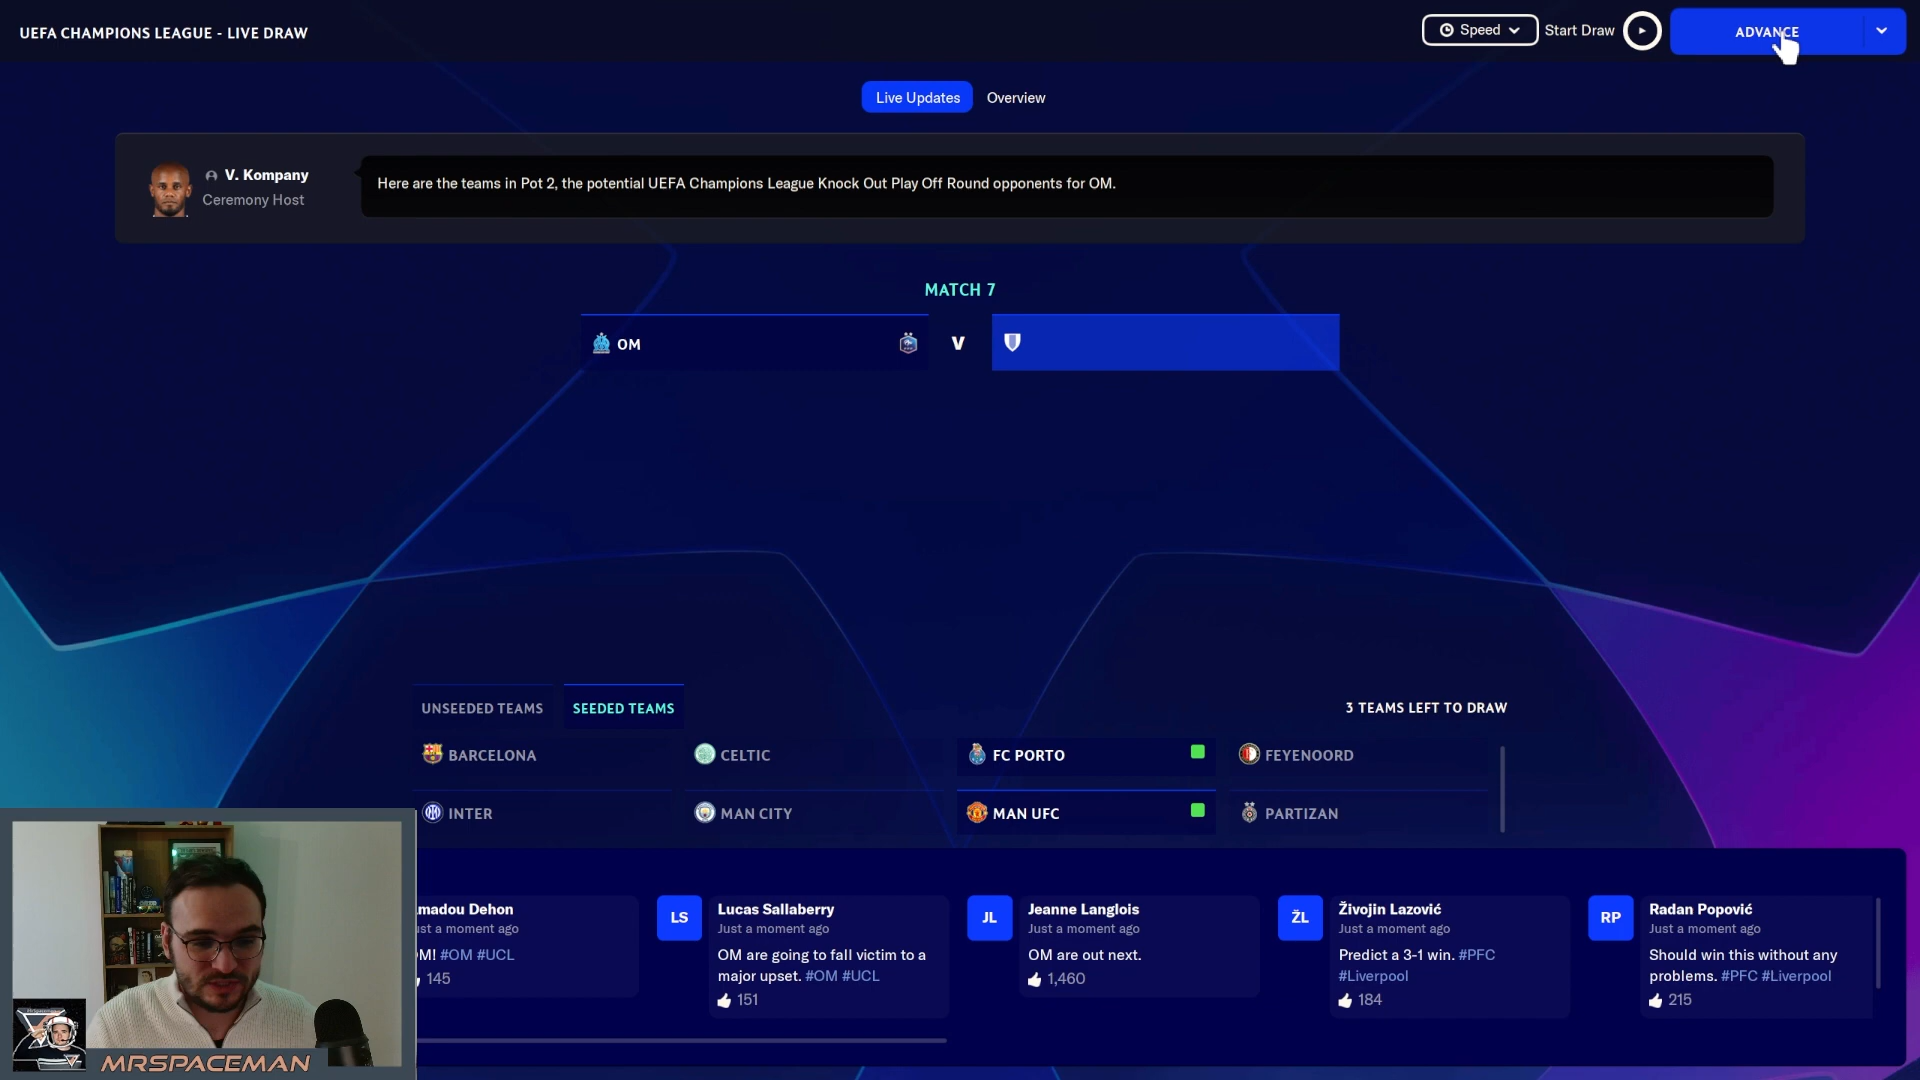 UEFA CHAMPIONS LEAGUE - LIVE DRAW
Speed
Start Draw
ADVANCE
Live Updates
Overview
V. Kompany
Ceremony Host
Here are the teams in Pot 2, the potential UEFA Champions League Knock Out Play Off Round opponents for OM.
MATCH 7
OM
V
UNSEEDED TEAMS
SEEDED TEAMS
3 TEAMS LEFT TO DRAW
BARCELONA
CELTIC
FC PORTO
FEYENOORD
INTER
MAN CITY
MAN UFC
PARTIZAN
madou Dehon
ust a moment ago
M! #OM #UCL
145
LS
Lucas Sallaberry
Just a moment ago
OM are going to fall victim to a
major upset. #OM #UCL
151
JL
Jeanne Langlois
Just a moment ago
OM are out next.
1,460
ŽL
Živojin Lazović
Just a moment ago
Predict a 3-1 win. #PFC
#Liverpool
184
RP
Radan Popović
Just a moment ago
Should win this without any
problems. #PFC #Liverpool
215
MRSPACEMAN